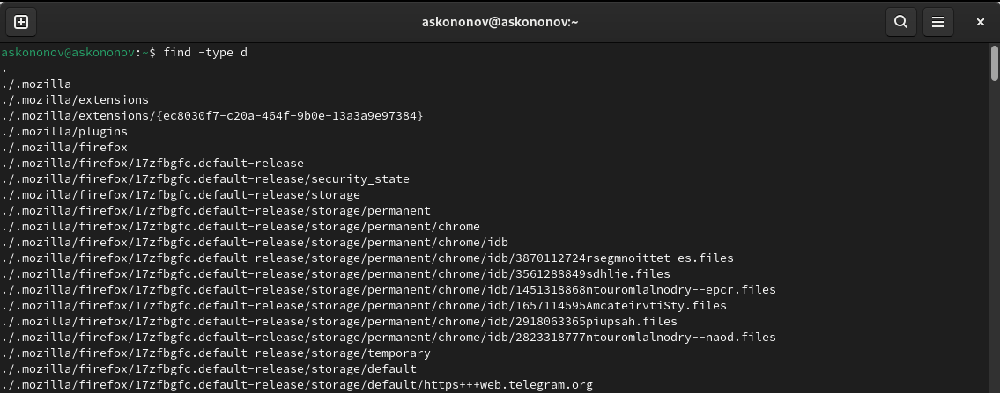 askononov@askononov:~
askononov@askononov:~$ find -type d
.
./.mozilla
./.mozilla/extensions
./.mozilla/extensions/{ec8030f7-c20a-464f-9b0e-13a3a9e97384}
./.mozilla/plugins
./.mozilla/firefox
./.mozilla/firefox/17zfbgfc.default-release
./.mozilla/firefox/17zfbgfc.default-release/security_state
./.mozilla/firefox/17zfbgfc.default-release/storage
./.mozilla/firefox/17zfbgfc.default-release/storage/permanent
./.mozilla/firefox/17zfbgfc.default-release/storage/permanent/chrome
./.mozilla/firefox/17zfbgfc.default-release/storage/permanent/chrome/idb
./.mozilla/firefox/17zfbgfc.default-release/storage/permanent/chrome/idb/3870112724rsegmnoittet-es.files
./.mozilla/firefox/17zfbgfc.default-release/storage/permanent/chrome/idb/3561288849sdhlie.files
./.mozilla/firefox/17zfbgfc.default-release/storage/permanent/chrome/idb/1451318868ntouromlalnodry--epcr.files
./.mozilla/firefox/17zfbgfc.default-release/storage/permanent/chrome/idb/1657114595AmcateirvtiSty.files
./.mozilla/firefox/17zfbgfc.default-release/storage/permanent/chrome/idb/2918063365piupsah.files
./.mozilla/firefox/17zfbgfc.default-release/storage/permanent/chrome/idb/2823318777ntouromlalnodry--naod.files
./.mozilla/firefox/17zfbgfc.default-release/storage/temporary
./.mozilla/firefox/17zfbgfc.default-release/storage/default
./.mozilla/firefox/17zfbgfc.default-release/storage/default/https+++web.telegram.org